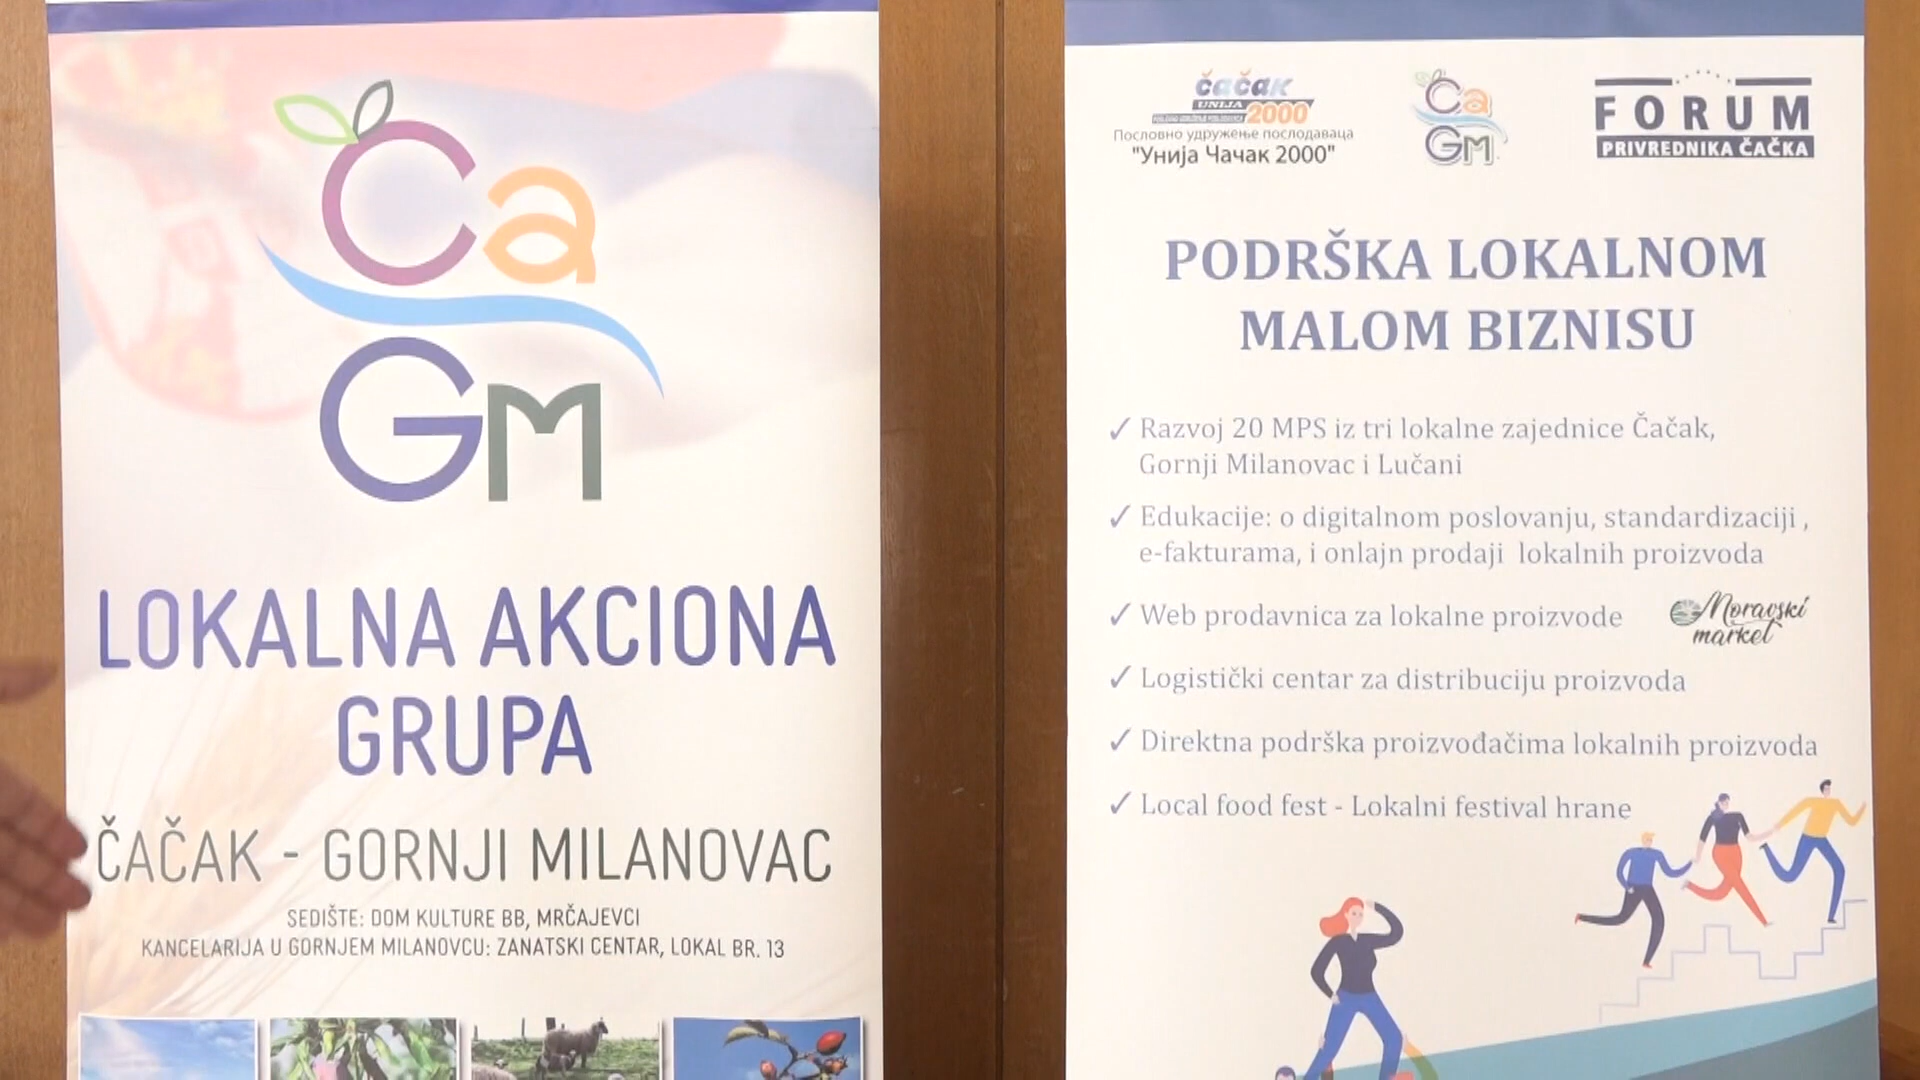 Ča
Gm
LOKALNA AKCIONA
GRUPA
ČAČAK - GORNJI MILANOVAC
SEDIŠTE: DOM KULTURE BB, MRČAJEVCI
KANCELARIJA U GORNJEM MILANOVCU: ZANATSKI CENTAR, LOKAL BR. 13
čačak
UNIJA 2000
Пословно удружење послодаваца
"Унија Чачак 2000"
Ča
Gm
FORUM
PRIVREDNIKA ČAČKA
PODRŠKA LOKALNOM
MALOM BIZNISU
✓ Razvoj 20 MPS iz tri lokalne zajednice Čačak,
Gornji Milanovac i Lučani
✓ Edukacije: o digitalnom poslovanju, standardizaciji ,
e-fakturama, i onlajn prodaji lokalnih proizvoda
✓ Web prodavnica za lokalne proizvode
Moravski
market
✓ Logistički centar za distribuciju proizvoda
✓ Direktna podrška proizvođačima lokalnih proizvoda
✓ Local food fest - Lokalni festival hrane